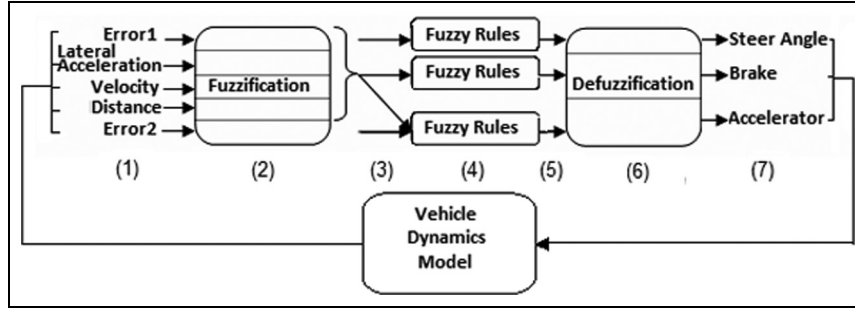 Error1
Lateral
Acceleration
Velocity
Distance
Error2
Fuzzification
Fuzzy Rules
Fuzzy Rules
Fuzzy Rules
Defuzzification
Steer Angle
Brake
Accelerator
(1)
(2)
(3)
(4)
(5)
(6)
(7)
Vehicle
Dynamics
Model